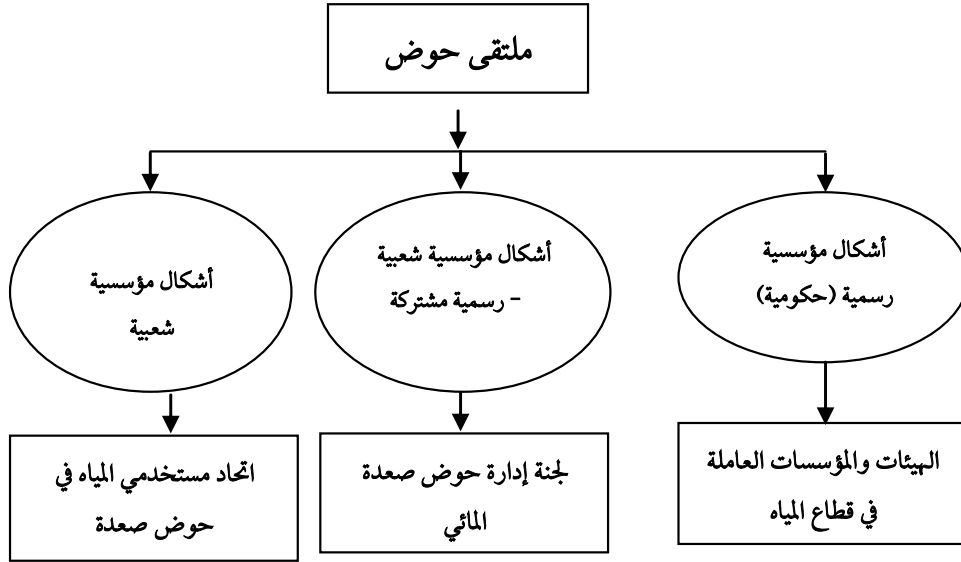 ملتقى حوض
أشكال مؤسسية
رسمية (حكومية)
أشكال مؤسسية شعبية
- رسمية مشتركة
أشكال مؤسسية
شعبية
الهيئات والمؤسسات العاملة
في قطاع المياه
لجنة إدارة حوض صعدة
المائي
اتحاد مستخدمي المياه في
حوض صعدة